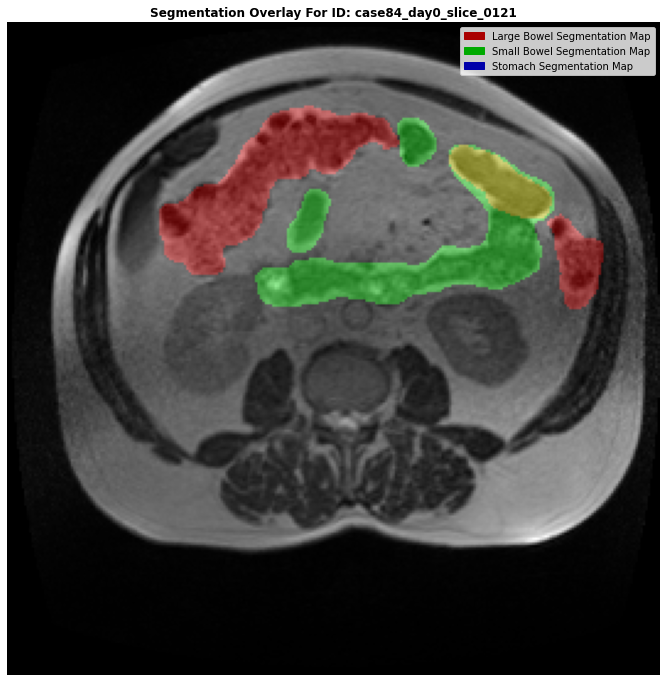 Segmentation Overlay For ID: case84_day0_slice_0121
Large Bowel Segmentation Map
Small Bowel Segmentation Map
Stomach Segmentation Map